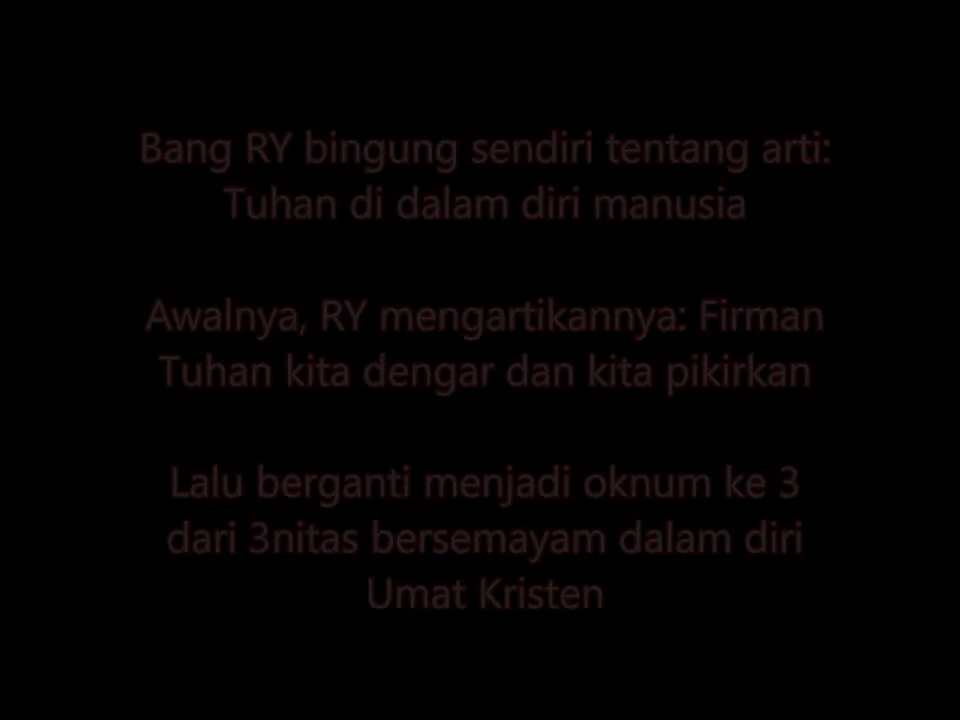 Bang RY bingung sendiri tentang arti:
Tuhan di dalam diri manusia
Awalnya, RY mengartikannya: Firman
Tuhan kita dengar dan kita pikirkan
Lalu berganti menjadi oknum ke 3
dari 3nitas bersemayam dalam diri
Umat Kristen